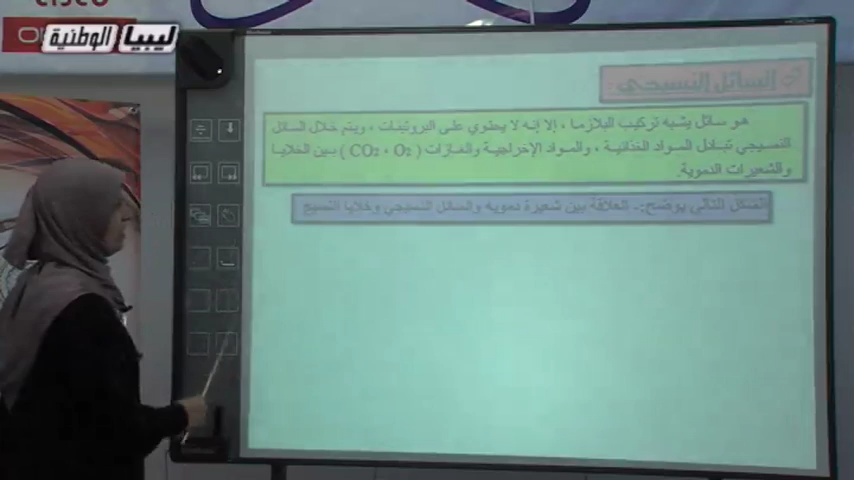 CISCO
ليبيا الوطنية
السائل النسيجي :
هو سائل يشبه تركيب البلازما ، إلا إنه لا يحتوي على البروتينات ، ويتم خلال السائل
النسيجي تبادل المواد الغذائية ، والمواد الإخراجية والغازات ( CO2 ، O2 ) بين الخلايا
والشعيرات الدموية.
الشكل التالي يوضح:- العلاقة بين شعيرة دمويه والسائل النسيجي وخلايا النسيج